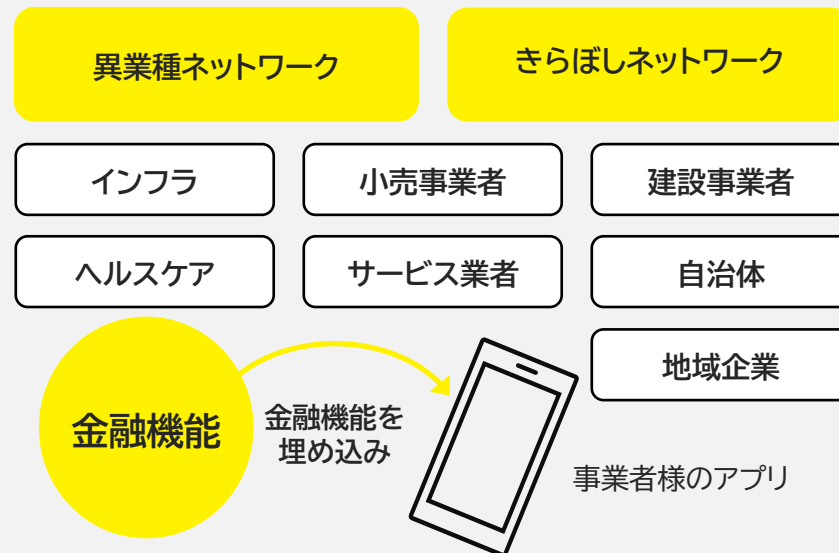 異業種ネットワーク
きらぼしネットワーク
インフラ
小売事業者
建設事業者
ヘルスケア
サービス業者
自治体
地域企業
金融機能
金融機能を
埋め込み
事業者様のアプリ